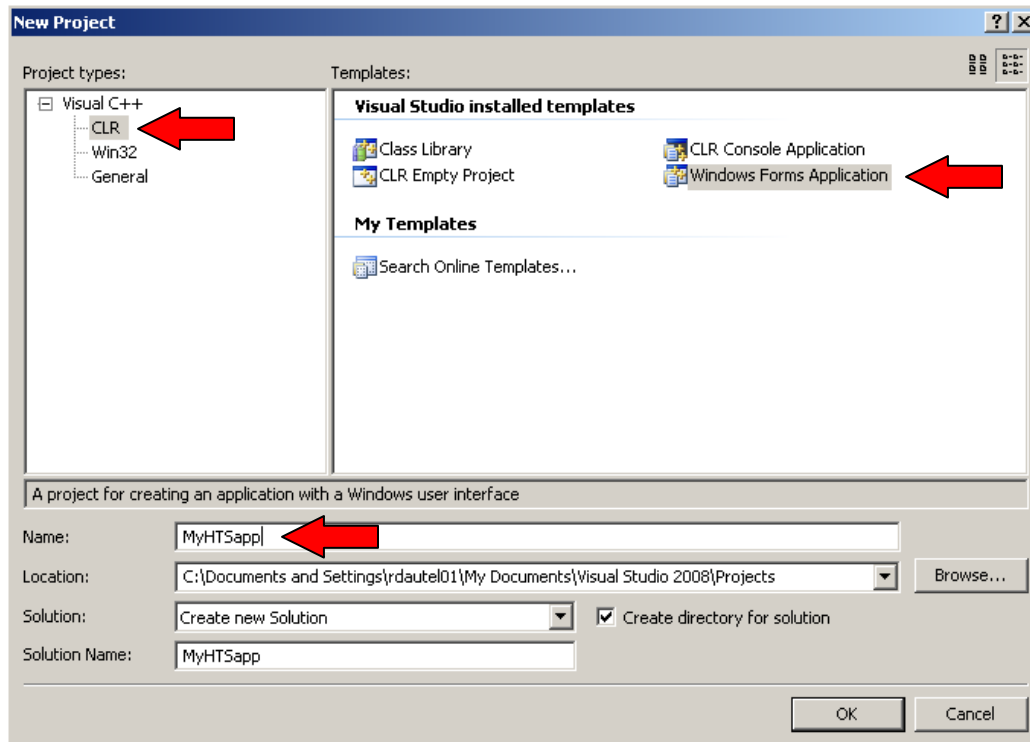 New Project
Project types:
Templates:
Visual C++
CLR
Win32
General
Visual Studio installed templates
Class Library
CLR Console Application
CLR Empty Project
Windows Forms Application
My Templates
Search Online Templates...
A project for creating an application with a Windows user interface
Name: MyHTSapp
Location: C:\Documents and Settings\rdautel01\My Documents\Visual Studio 2008\Projects Browse...
Solution: Create new Solution Create directory for solution
Solution Name: MyHTSapp
OK Cancel